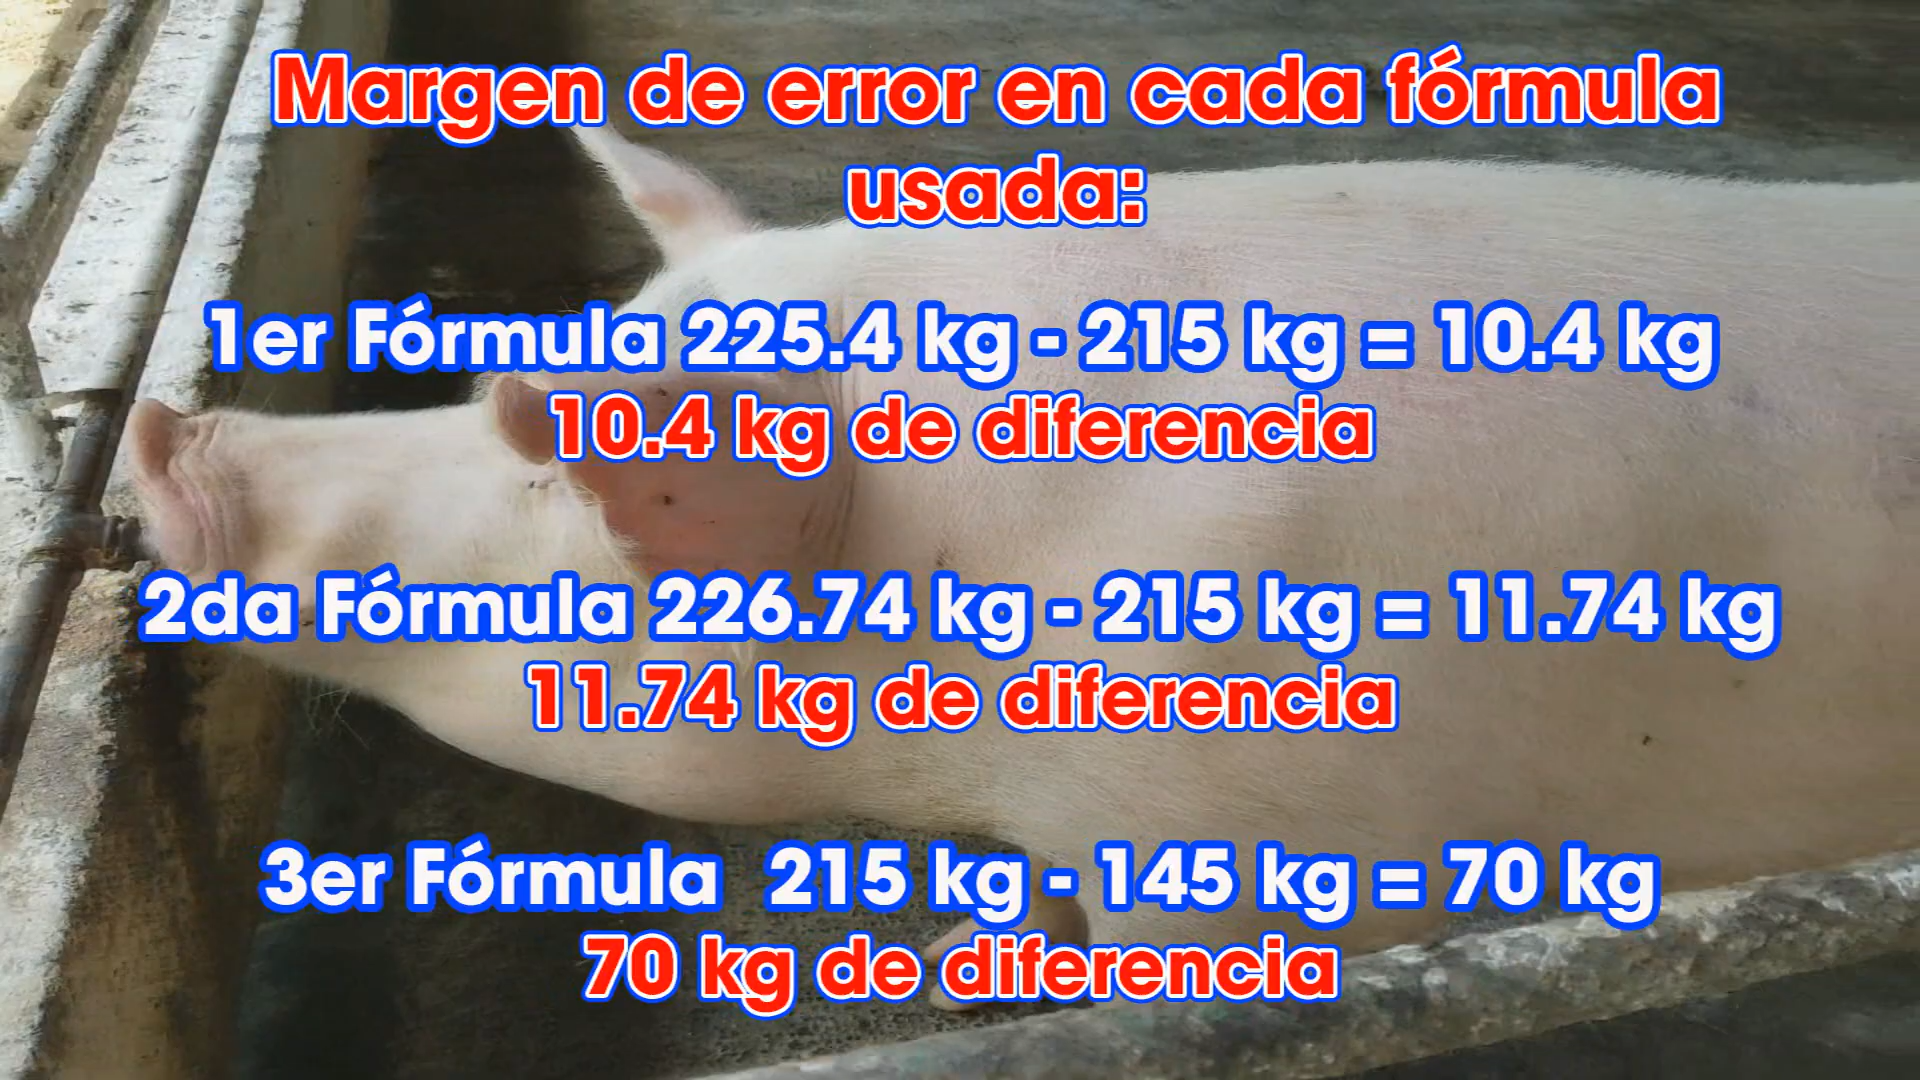 Margen de error en cada fórmula
usada:
1er Fórmula 225.4 kg - 215 kg = 10.4 kg
10.4 kg de diferencia
2da Fórmula 226.74 kg - 215 kg = 11.74 kg
11.74 kg de diferencia
3er Fórmula 215 kg - 145 kg = 70 kg
70 kg de diferencia